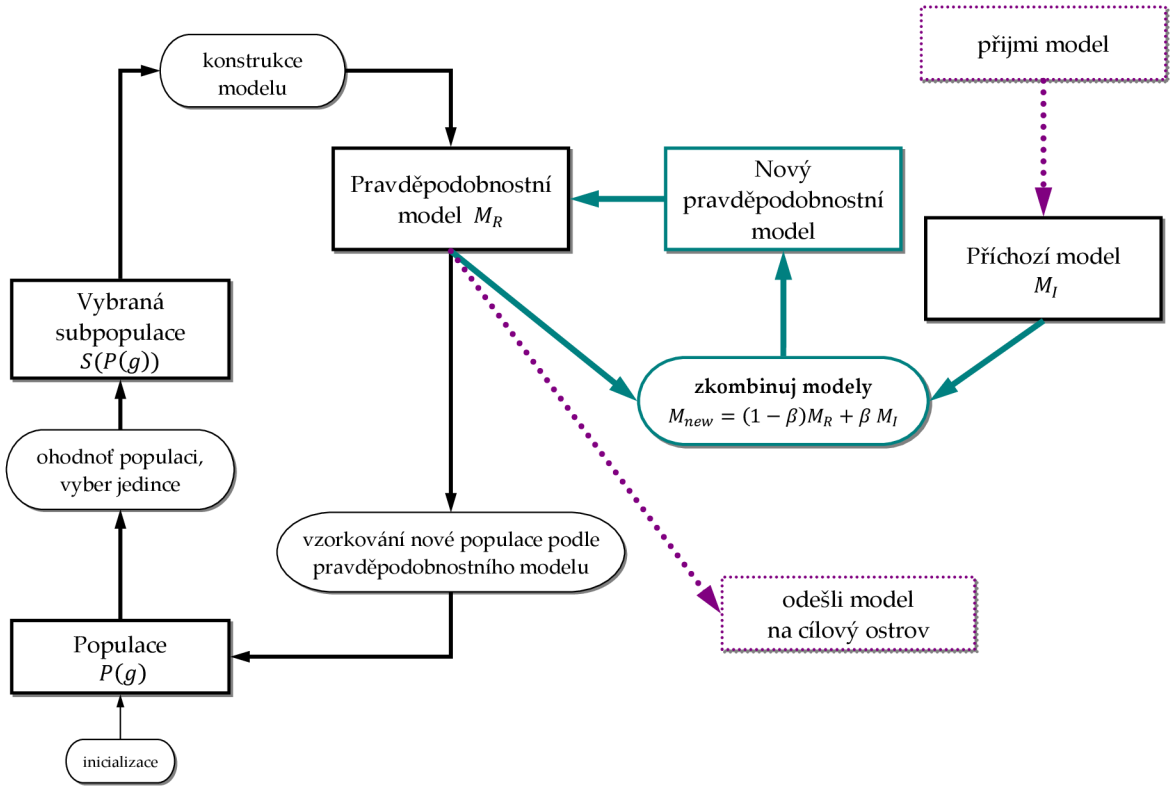 konstrukce
modelu
přijmi model
Pravděpodobnostní
model M_R
Nový
pravděpodobnostní
model
Příchozí model
M_I
Vybraná
subpopulace
S(P(g))
zkombinuj modely
M_new = (1 − β)M_R + β M_I
ohodnoť populaci,
vyber jedince
vzorkování nové populace podle
pravděpodobnostního modelu
odešli model
na cílový ostrov
Populace
P(g)
inicializace